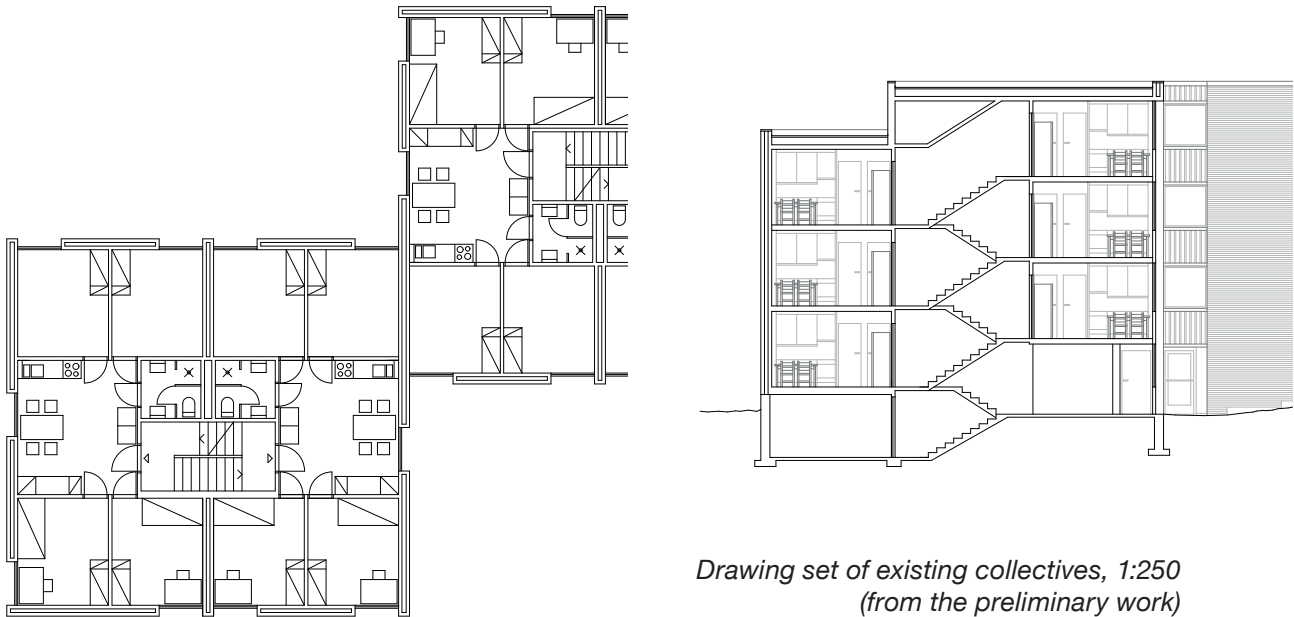 Drawing set of existing collectives, 1:250
(from the preliminary work)